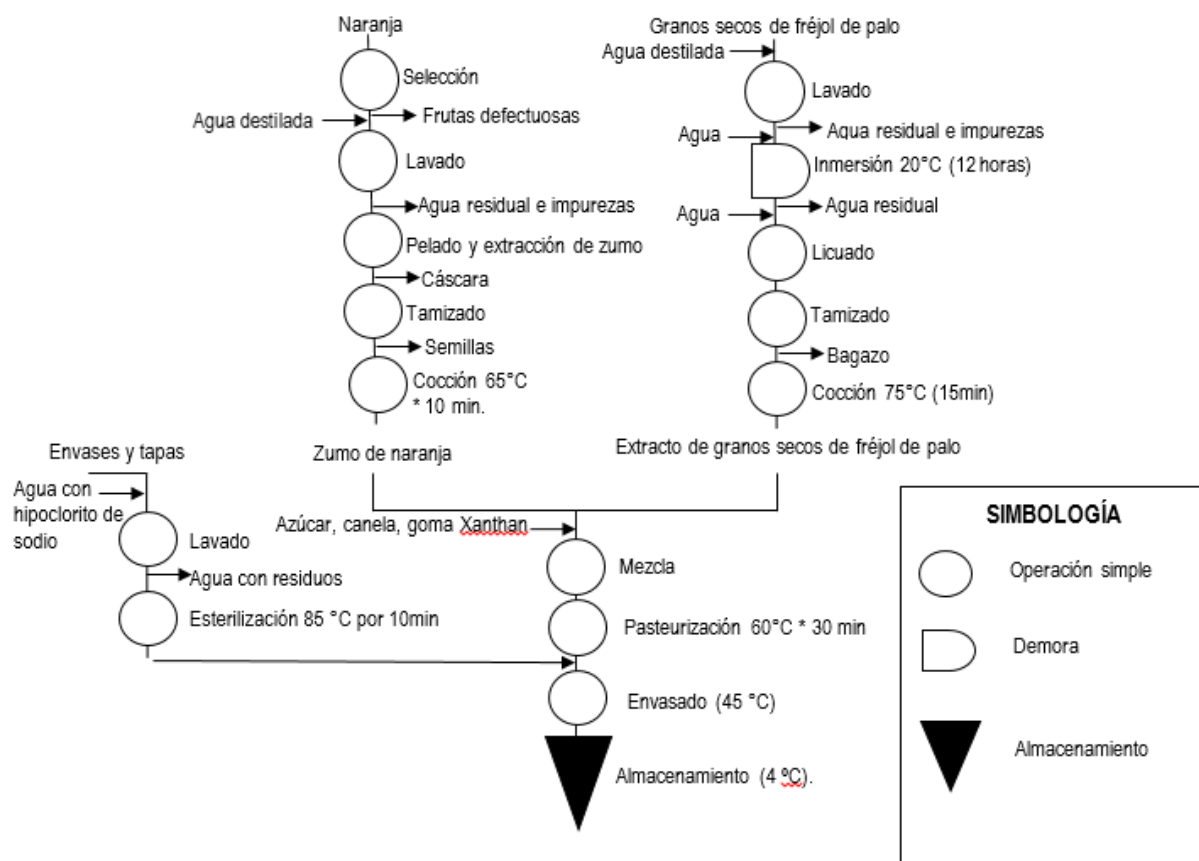 Naranja
Selección
Agua destilada
Frutas defectuosas
Lavado
Agua residual e impurezas
Pelado y extracción de zumo
Cáscara
Tamizado
Semillas
Cocción 65°C
* 10 min.
Zumo de naranja
Granos secos de fréjol de palo
Agua destilada
Lavado
Agua
Agua residual e impurezas
Inmersión 20°C (12 horas)
Agua
Agua residual
Licuado
Tamizado
Bagazo
Cocción 75°C (15min)
Extracto de granos secos de fréjol de palo
Envases y tapas
Agua con
hipoclorito de
sodio
Lavado
Agua con residuos
Esterilización 85 °C por 10min
Azúcar, canela, goma Xanthan
Mezcla
Pasteurización 60°C * 30 min
Envasado (45 °C)
Almacenamiento (4 ºC).
SIMBOLOGÍA
Operación simple
Demora
Almacenamiento